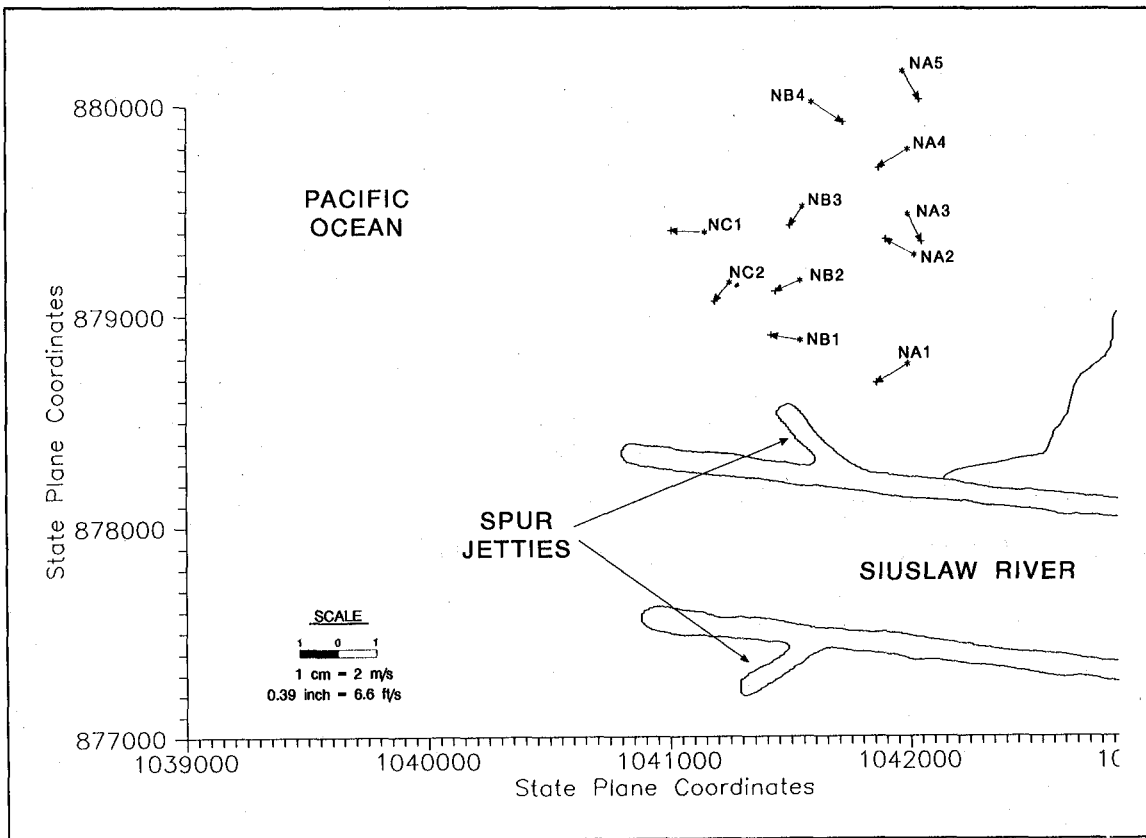 NA5
880000
NB4
NA4
PACIFIC
OCEAN
NB3
NA3
NC1
NA2
NC2
NB2
879000
NB1
NA1
State Plane Coordinates
878000
SPUR
JETTIES
SIUSLAW RIVER
SCALE
1 0 1
1 cm = 2 m/s
0.39 inch = 6.6 ft/s
877000
1039000 1040000 1041000 1042000 10
State Plane Coordinates